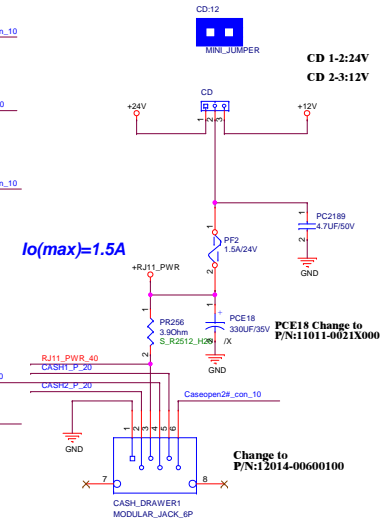 CD:12
n_10
MINI_JUMPER
CD 1-2:24V
CD 2-3:12V
CD
+24V
+12V
1
2
3
n_10
1
PC2189
4.7UF/50V
2
GND
1
PF2
1.5A/24V
2
Io(max)=1.5A
+RJ11_PWR
1
PR256
3.9Ohm
2
1
+
PCE18
330UF/35V
/X
GND
PCE18 Change to
P/N:11011-0021X000
RJ11_PWR_40
CASH1_P_20
CASH2_P_20
Caseopen2#_con_10
GND
1
2
3
4
5
6
7
8
Change to
P/N:12014-00600100
CASH_DRAWER1
MODULAR_JACK_6P